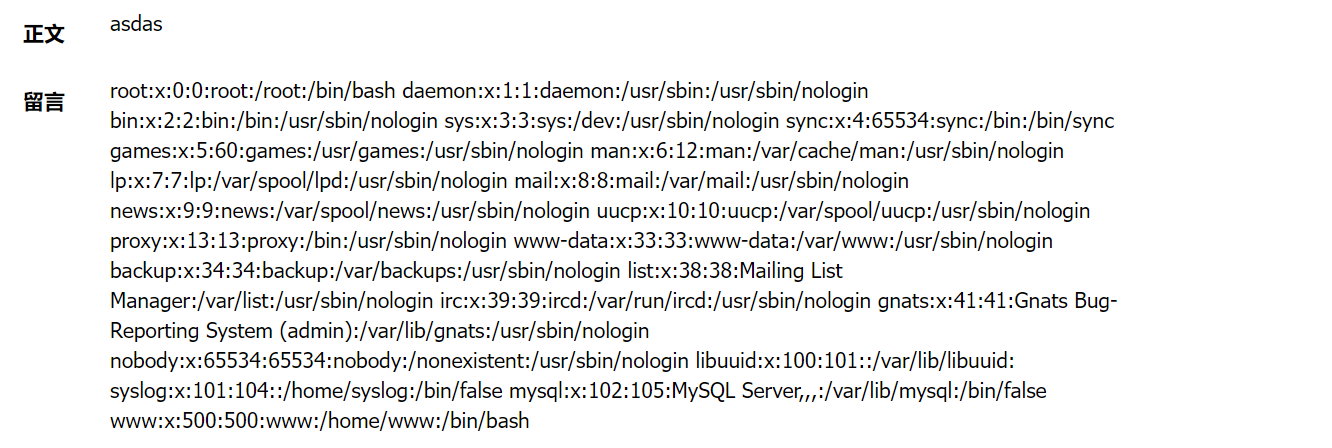 正文 asdas
留言 root:x:0:0:root:/root:/bin/bash daemon:x:1:1:daemon:/usr/sbin:/usr/sbin/nologin
bin:x:2:2:bin:/bin:/usr/sbin/nologin sys:x:3:3:sys:/dev:/usr/sbin/nologin sync:x:4:65534:sync:/bin:/bin/sync
games:x:5:60:games:/usr/games:/usr/sbin/nologin man:x:6:12:man:/var/cache/man:/usr/sbin/nologin
lp:x:7:7:lp:/var/spool/lpd:/usr/sbin/nologin mail:x:8:8:mail:/var/mail:/usr/sbin/nologin
news:x:9:9:news:/var/spool/news:/usr/sbin/nologin uucp:x:10:10:uucp:/var/spool/uucp:/usr/sbin/nologin
proxy:x:13:13:proxy:/bin:/usr/sbin/nologin www-data:x:33:33:www-data:/var/www:/usr/sbin/nologin
backup:x:34:34:backup:/var/backups:/usr/sbin/nologin list:x:38:38:Mailing List
Manager:/var/list:/usr/sbin/nologin irc:x:39:39:ircd:/var/run/ircd:/usr/sbin/nologin gnats:x:41:41:Gnats Bug-
Reporting System (admin):/var/lib/gnats:/usr/sbin/nologin
nobody:x:65534:65534:nobody:/nonexistent:/usr/sbin/nologin libuuid:x:100:101::/var/lib/libuuid:
syslog:x:101:104::/home/syslog:/bin/false mysql:x:102:105:MySQL Server,,,:/var/lib/mysql:/bin/false
www:x:500:500:www:/home/www:/bin/bash